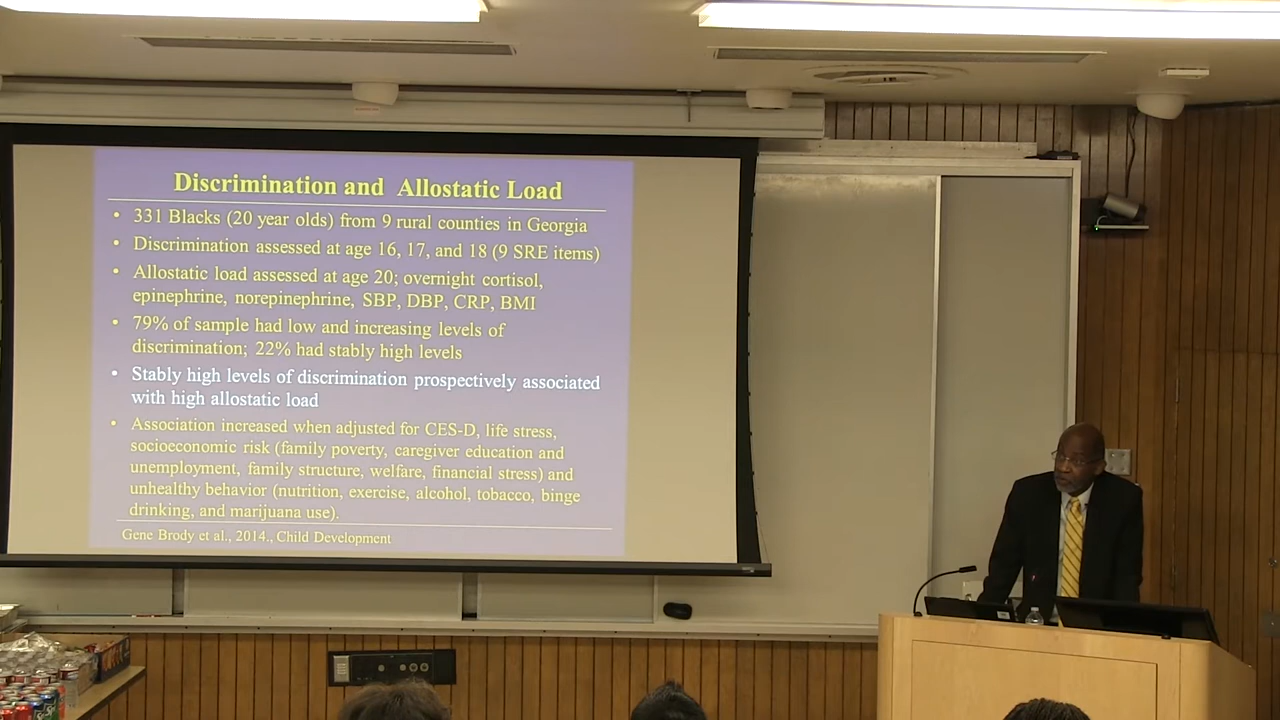 Discrimination and Allostatic Load
• 331 Blacks (20 year olds) from 9 rural counties in Georgia
• Discrimination assessed at age 16, 17, and 18 (9 SRE items)
• Allostatic load assessed at age 20; overnight cortisol,
epinephrine, norepinephrine, SBP, DBP, CRP, BMI
• 79% of sample had low and increasing levels of
discrimination; 22% had stably high levels
• Stably high levels of discrimination prospectively associated
with high allostatic load
• Association increased when adjusted for CES-D, life stress,
socioeconomic risk (family poverty, caregiver education and
unemployment, family structure, welfare, financial stress) and
unhealthy behavior (nutrition, exercise, alcohol, tobacco, binge
drinking, and marijuana use).
Gene Brody et al., 2014., Child Development